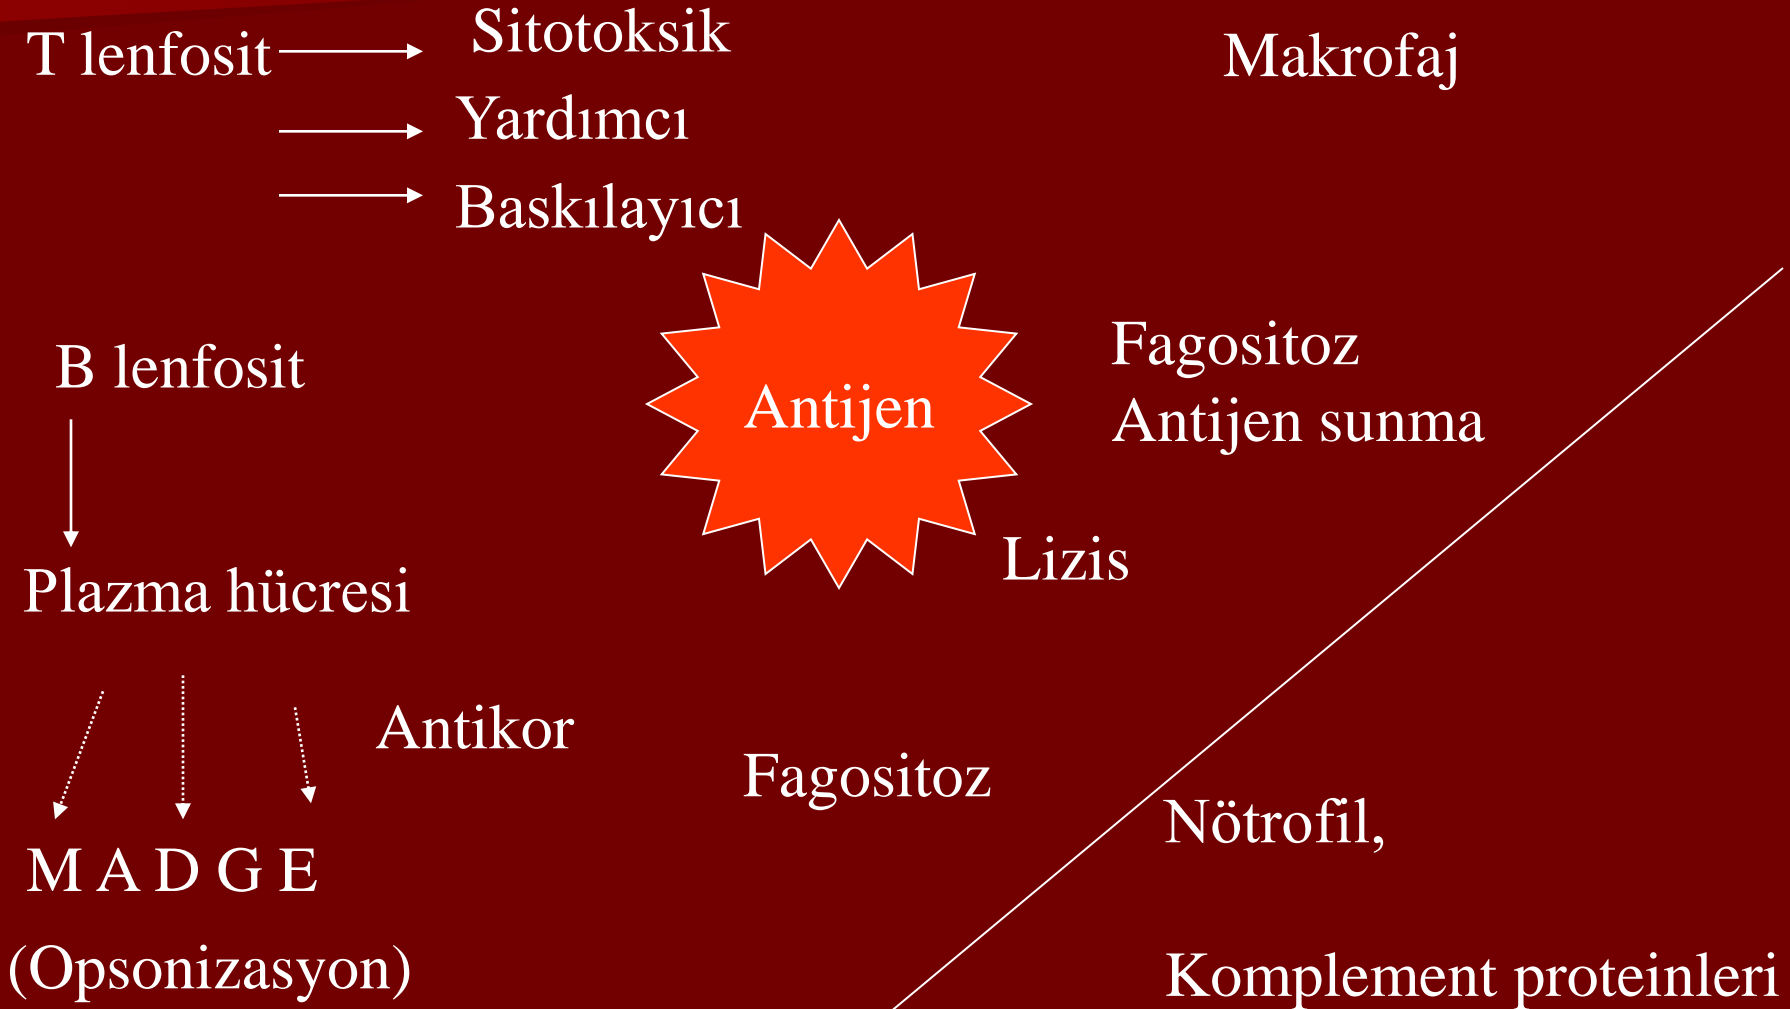 T lenfosit
Sitotoksik
Makrofaj
Yardımcı
Baskılayıcı
B lenfosit
Antijen
Fagositoz
Antijen sunma
Lizis
Plazma hücresi
Antikor
Fagositoz
Nötrofil,
M A D G E
(Opsonizasyon)
Komplement proteinleri